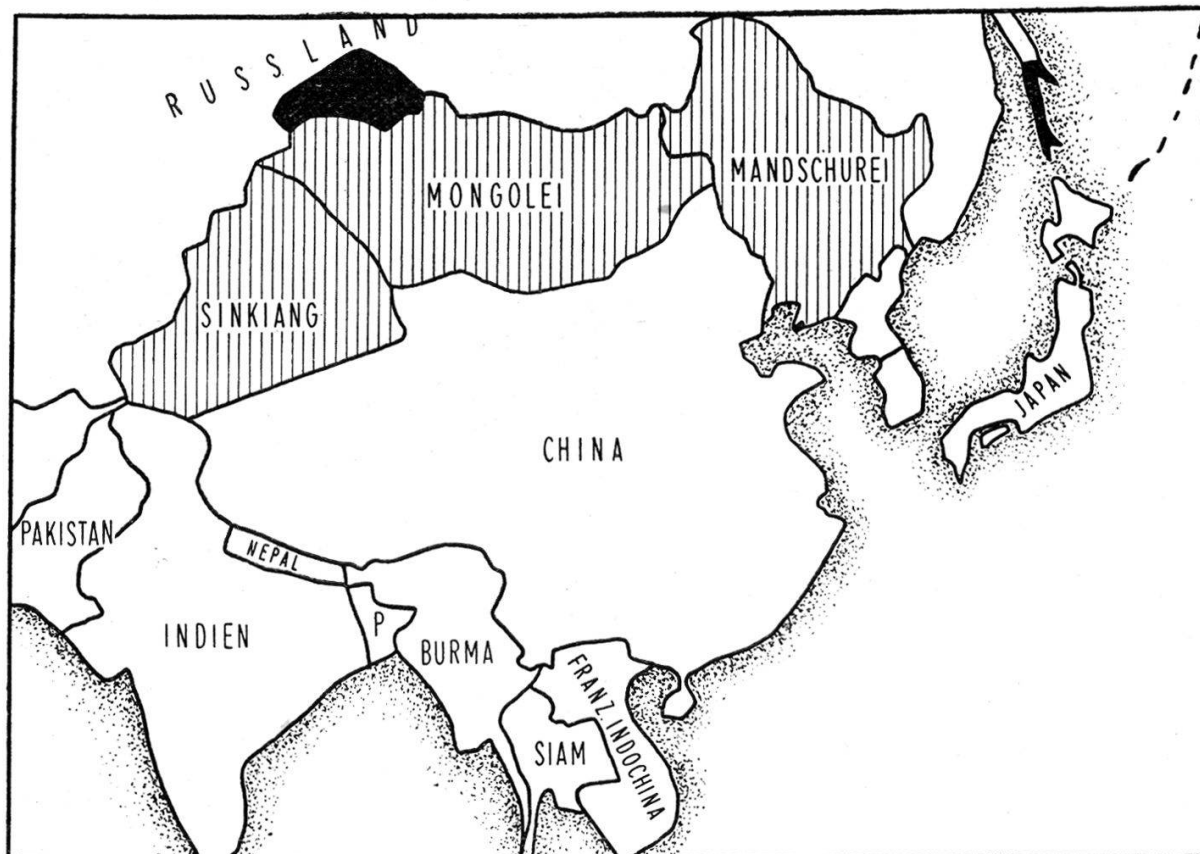 RUSSLAND
MONGOLEI
MANDSCHUREI
SINKIANG
JAPAN
CHINA
PAKISTAN
NEPAL
INDIEN
P
BURMA
FRANZ. INDOCHINA
SIAM